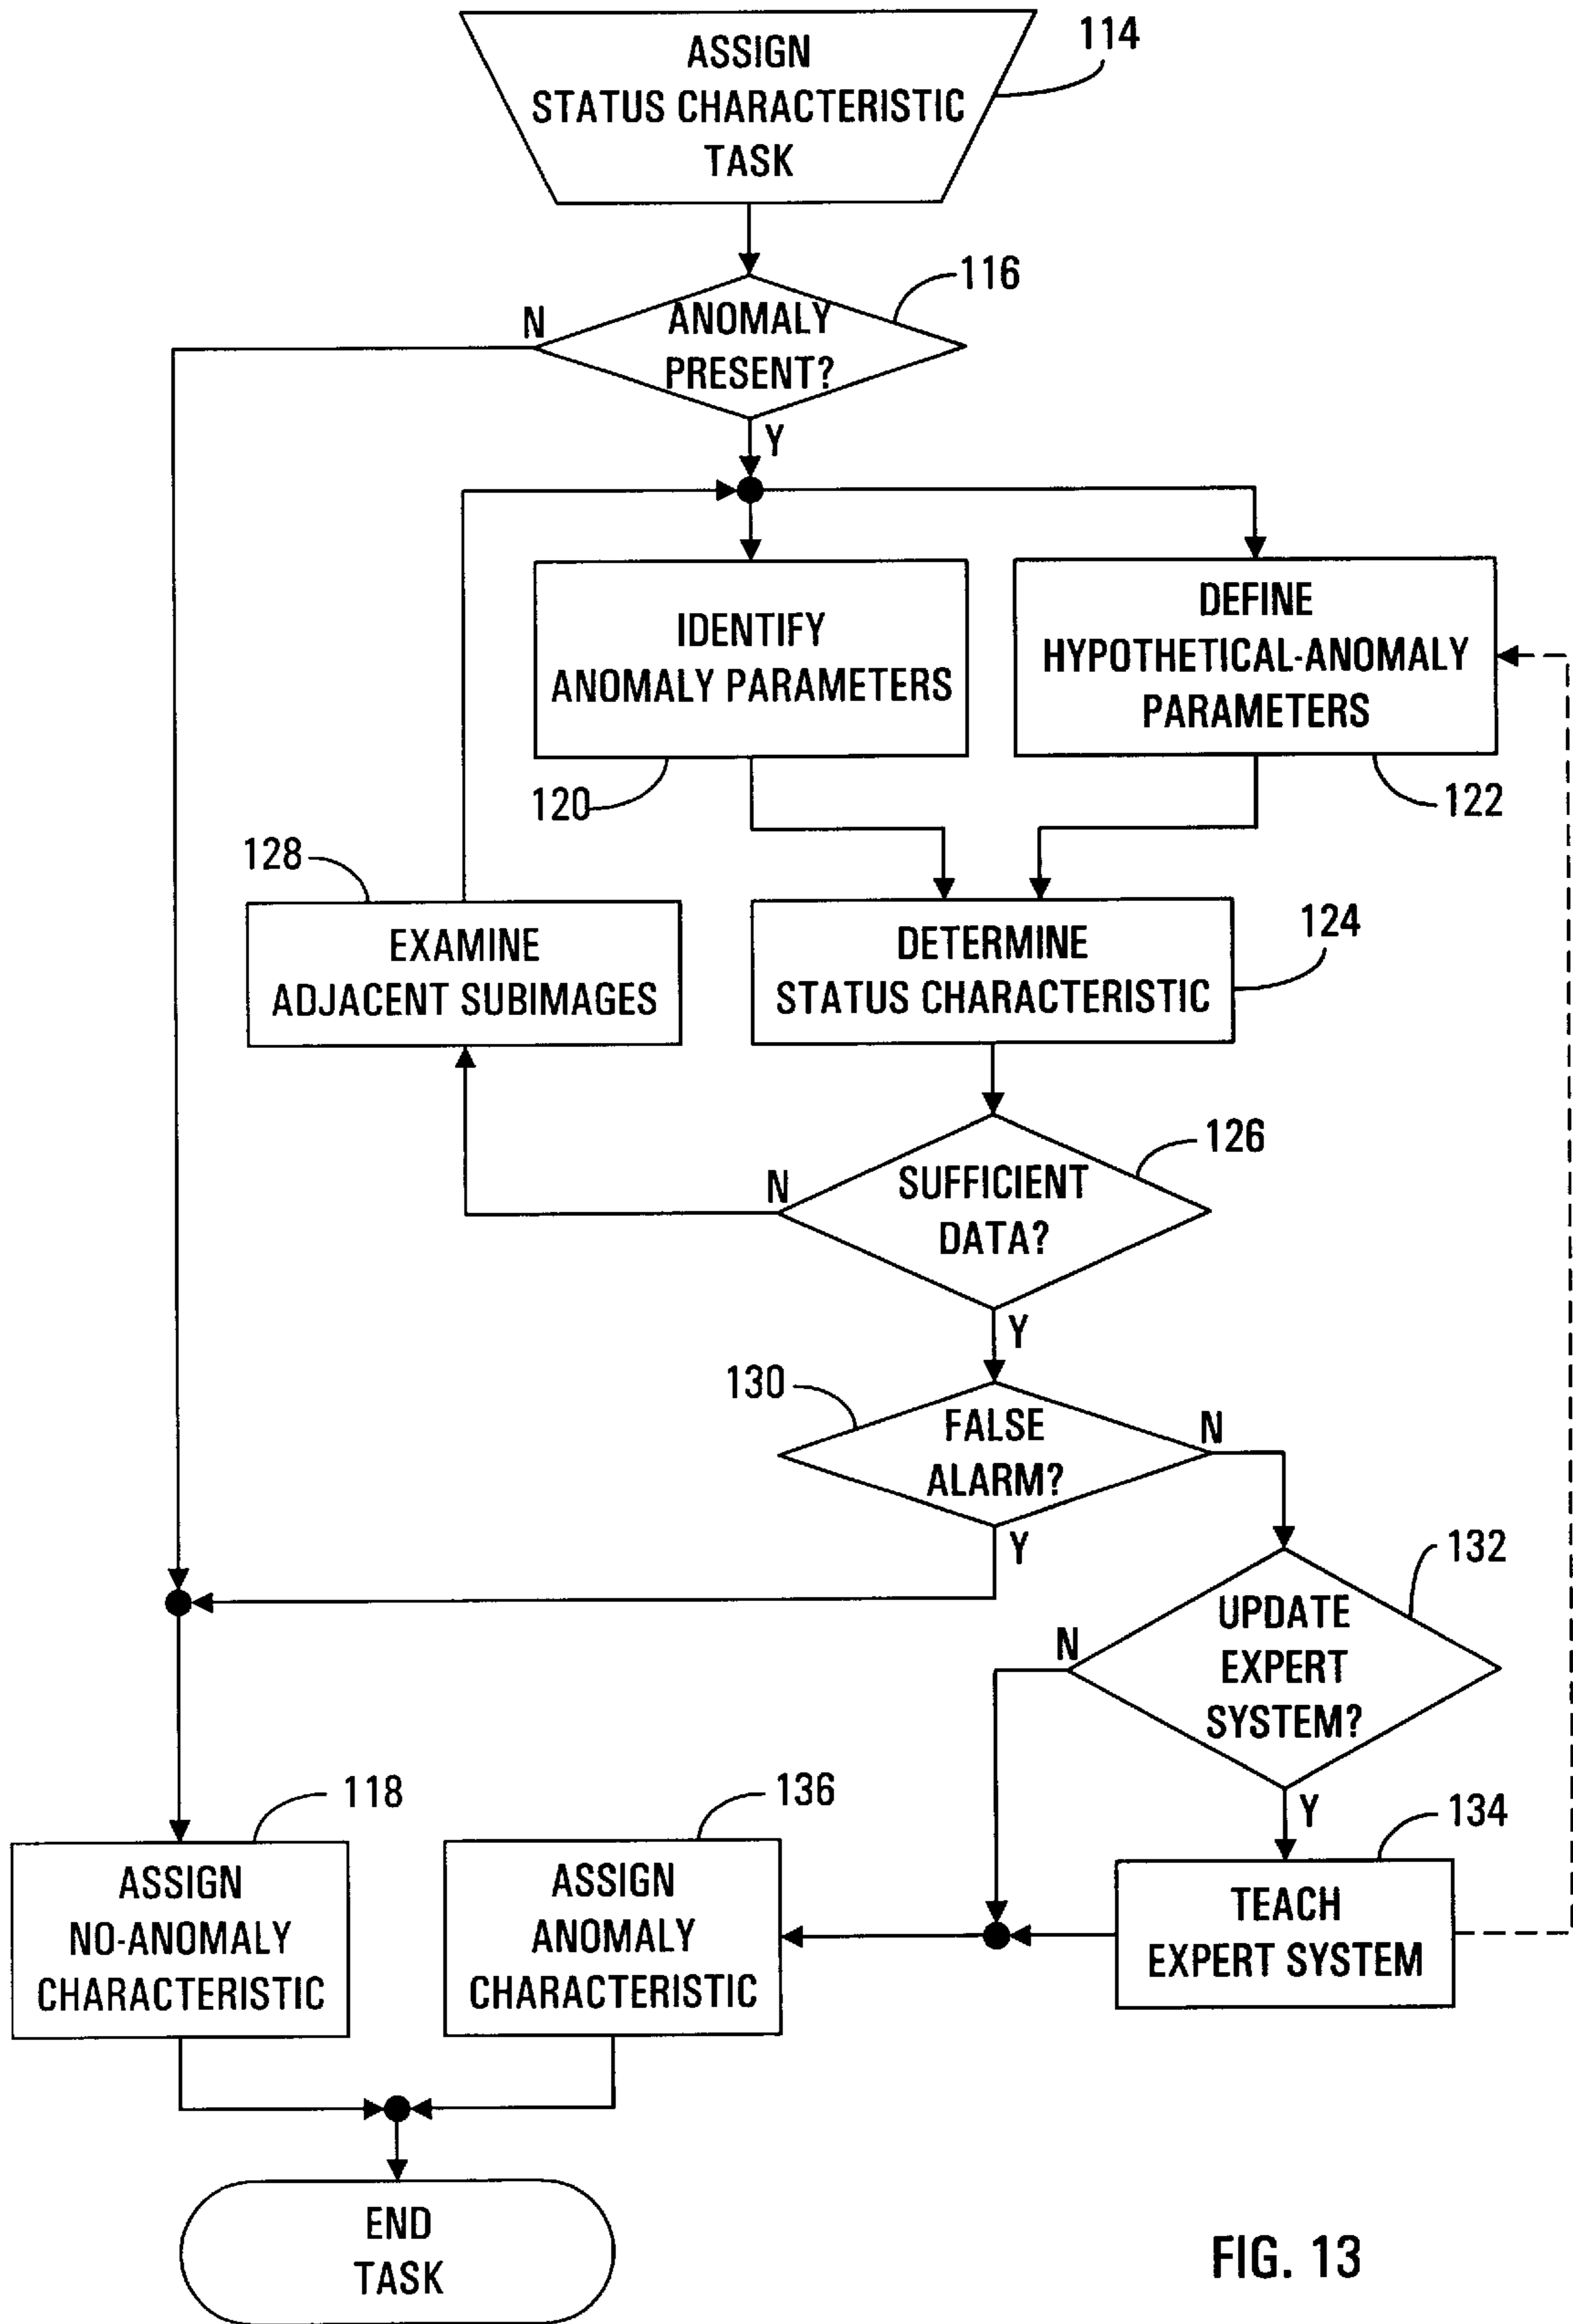 ASSIGN
STATUS CHARACTERISTIC
TASK
114
116
N
ANOMALY
PRESENT?
Y
IDENTIFY
ANOMALY PARAMETERS
120
DEFINE
HYPOTHETICAL-ANOMALY
PARAMETERS
122
128
EXAMINE
ADJACENT SUBIMAGES
DETERMINE
STATUS CHARACTERISTIC
124
126
N
SUFFICIENT
DATA?
Y
130
FALSE
ALARM?
N
Y
132
UPDATE
EXPERT
SYSTEM?
N
Y
118
ASSIGN
NO-ANOMALY
CHARACTERISTIC
136
ASSIGN
ANOMALY
CHARACTERISTIC
134
TEACH
EXPERT SYSTEM
END
TASK
FIG. 13